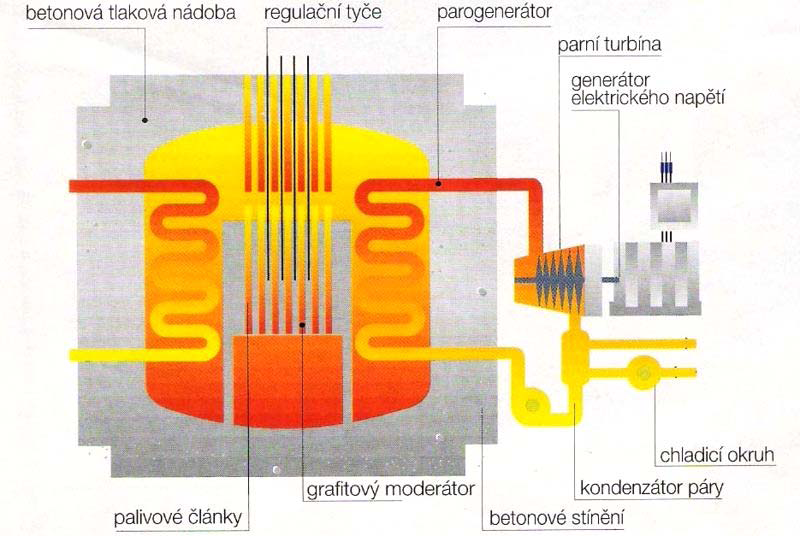 betonová tlaková nádoba
regulační tyče
parogenerátor
parní turbína
generátor
elektrického napětí
chladicí okruh
kondenzátor páry
grafitový moderátor
palivové články
betonové stínění